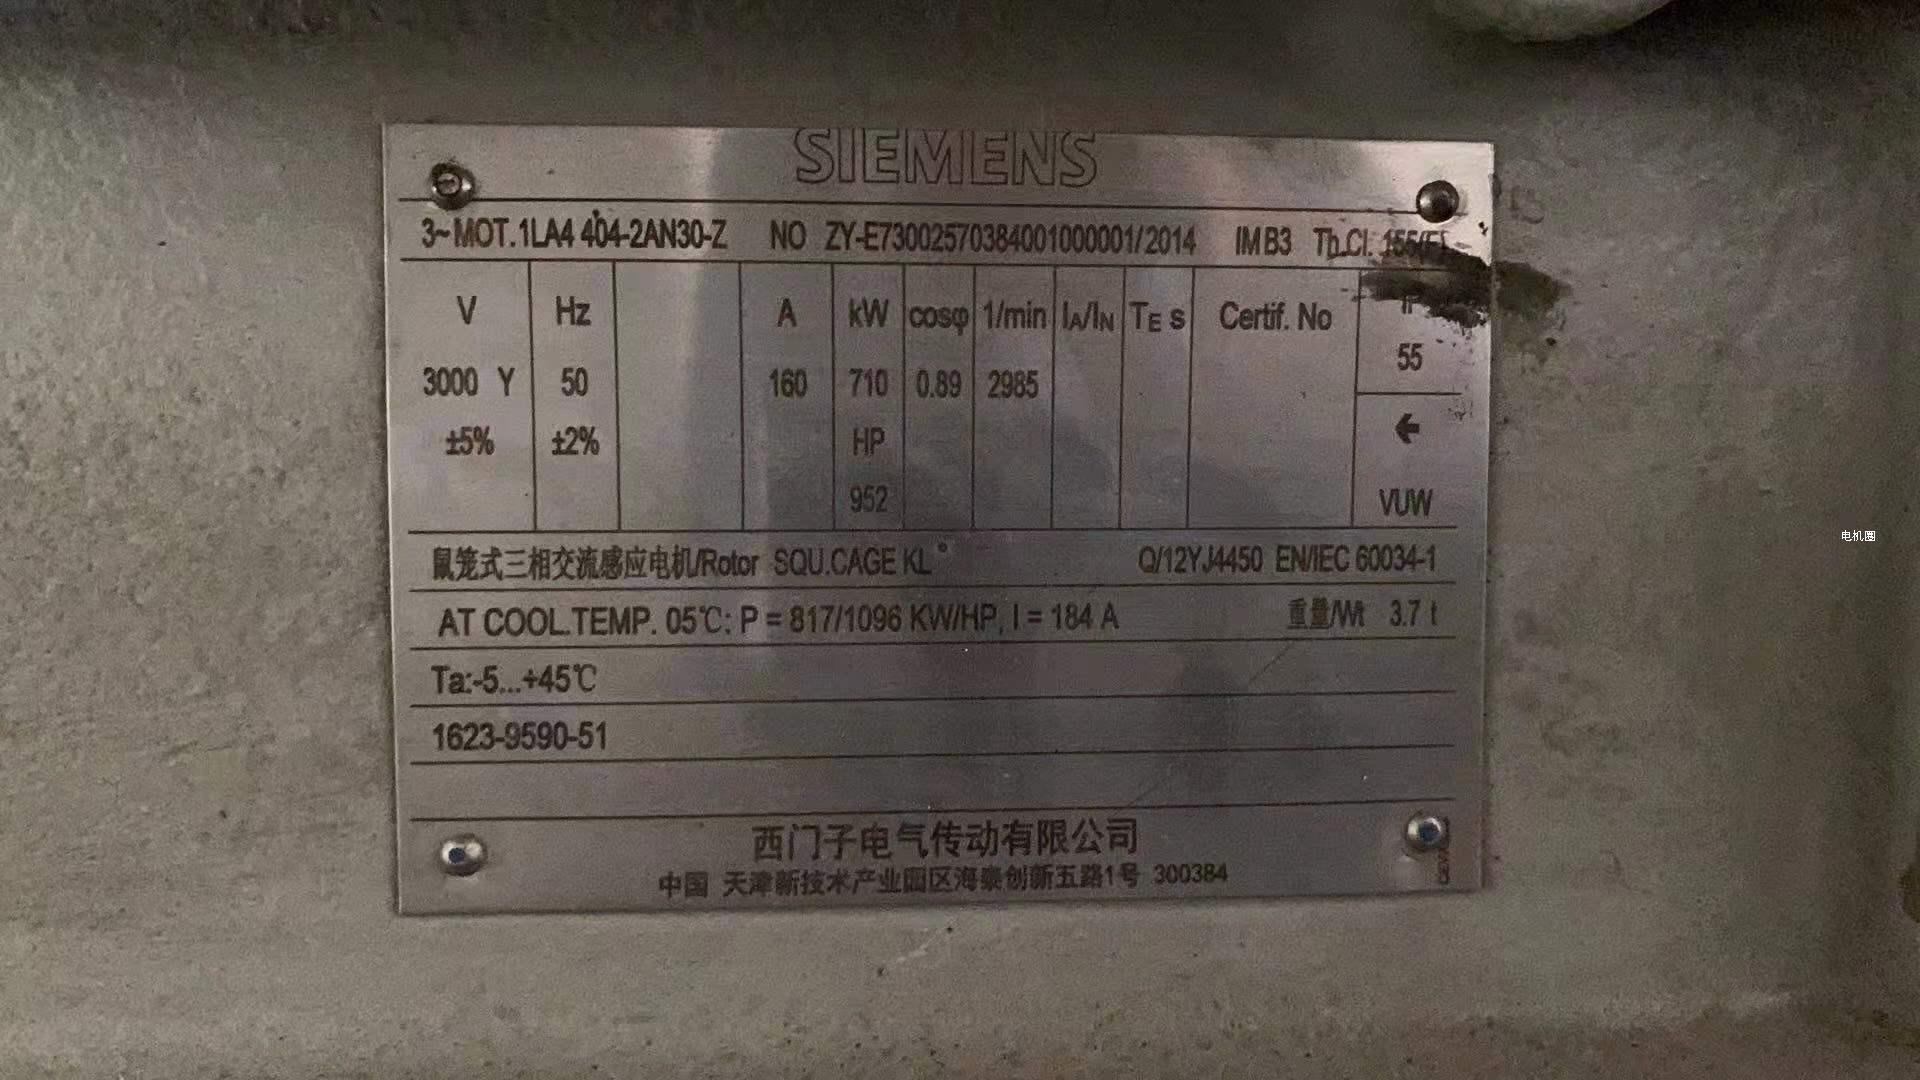 SIEMENS
3~MOT.1LA4 404-2AN30-Z NO ZY-E73002570384001000001/2014 IM B3 Th.Cl. 155(F)
V Hz A kW cosφ 1/min IA/IN TE s Certif. No IP
55
3000 Y 50 160 710 0.89 2985
←
±5% ±2% HP
952 VUW
鼠笼式三相交流感应电机/Rotor SQU.CAGE KL Q/12YJ4450 EN/IEC 60034-1
AT COOL.TEMP. 05℃: P = 817/1096 KW/HP, I = 184 A 重量/Wt 3.7 t
Ta:-5...+45℃
1623-9590-51
西门子电气传动有限公司
中国 天津新技术产业园区海泰创新五路1号 300384
电机圈